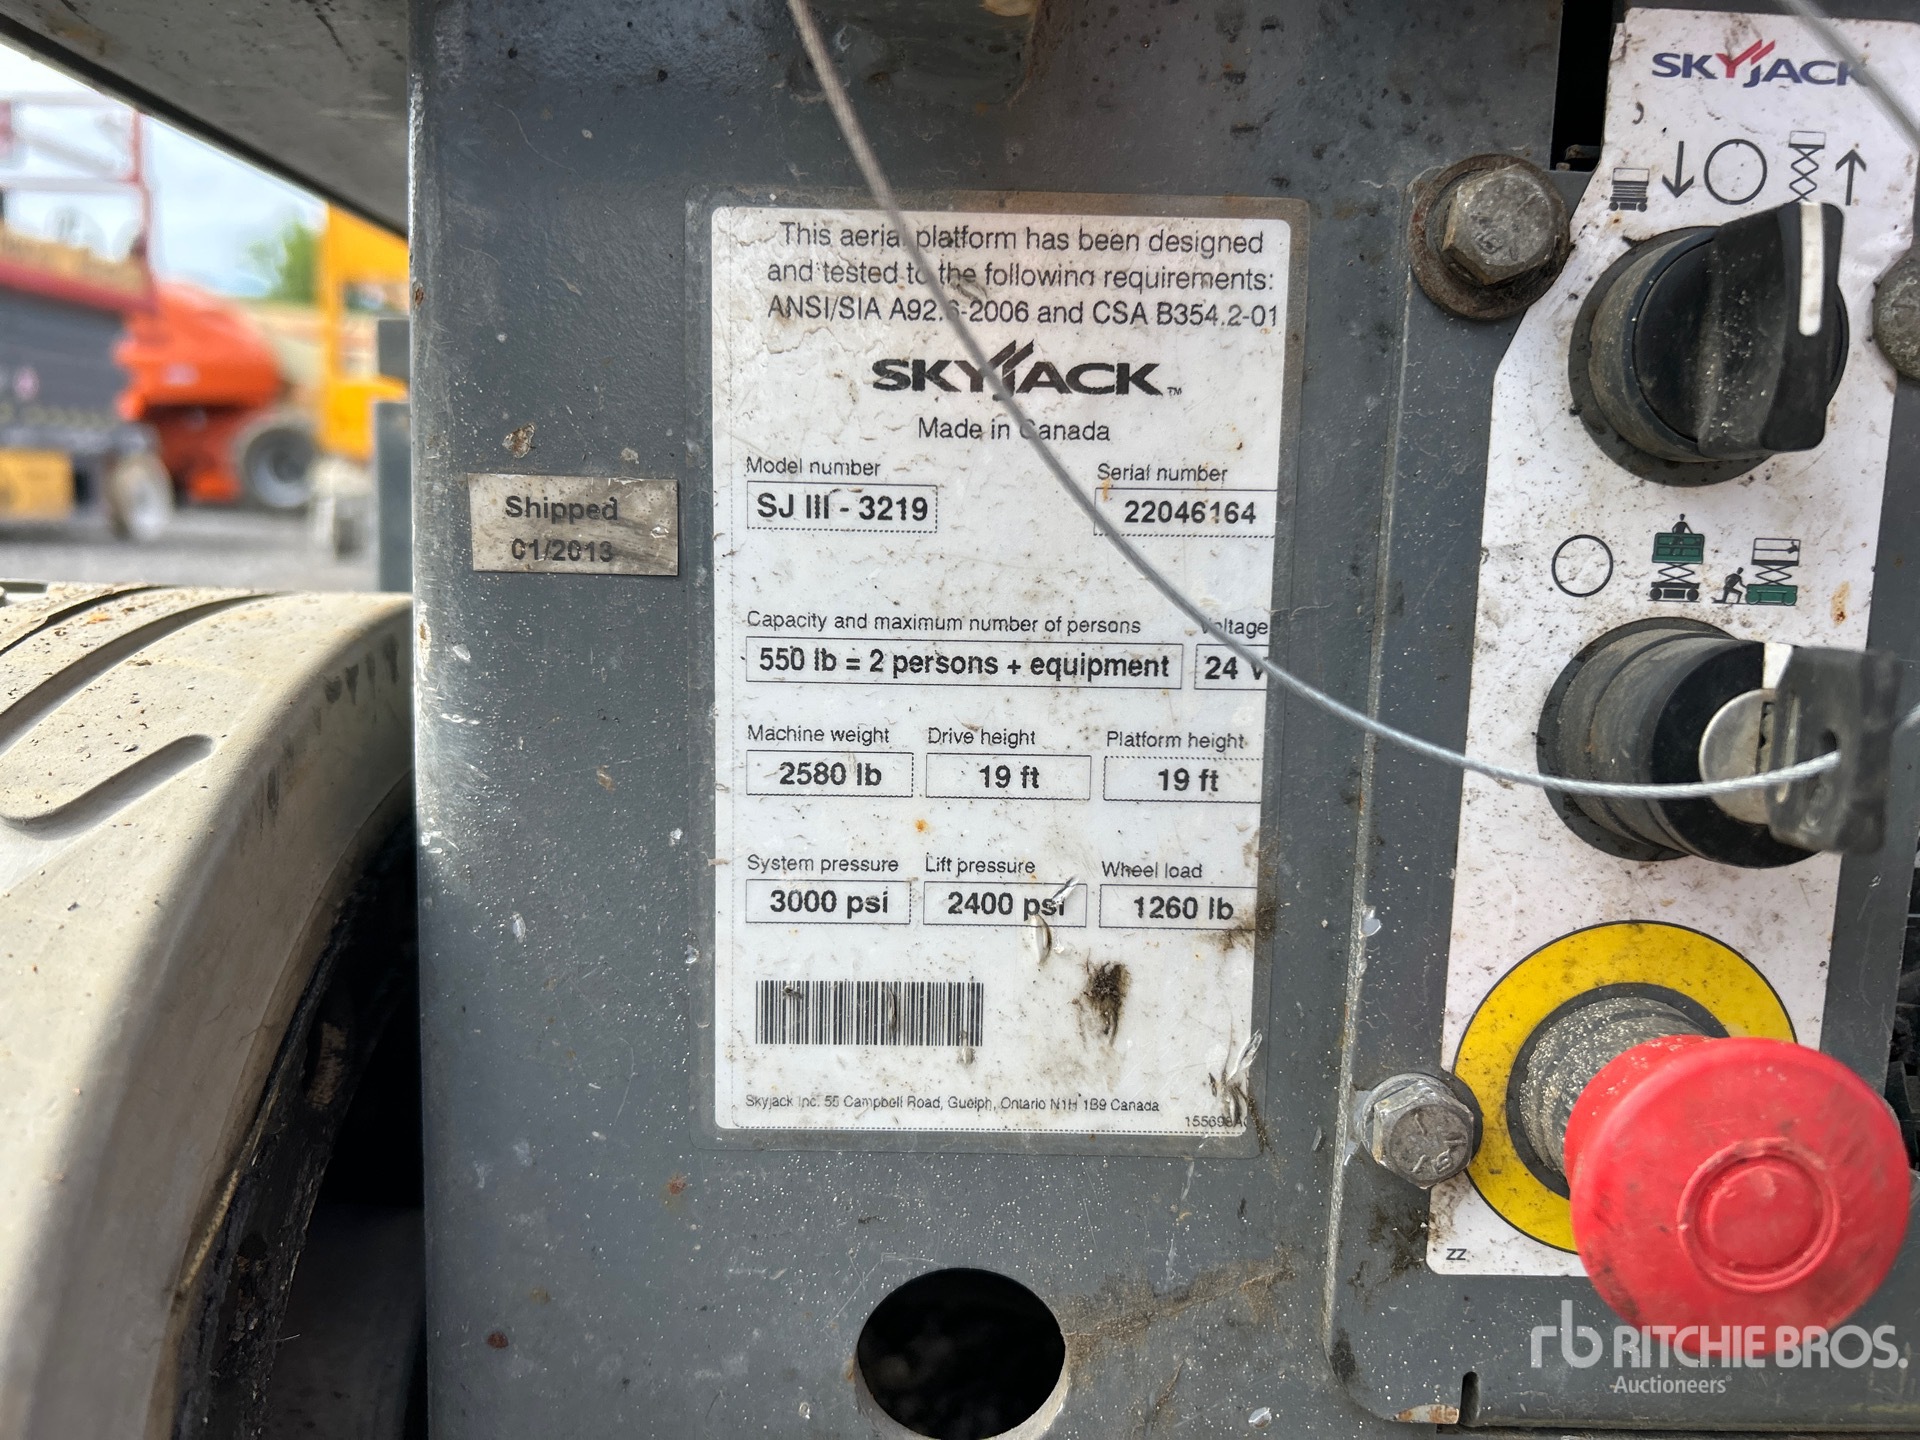 SKYJACK
This aerial platform has been designed
and tested to the following requirements:
ANSI/SIA A92.6-2006 and CSA B354.2-01
SKYJACK™
Made in Canada
Model number
Serial number
SJ III - 3219
22046164
Shipped
01/2013
Capacity and maximum number of persons
Voltage
550 lb = 2 persons + equipment
24 V
Machine weight
Drive height
Platform height
2580 lb
19 ft
19 ft
System pressure
Lift pressure
Wheel load
3000 psi
2400 psi
1260 lb
Skyjack Inc. 55 Campbell Road, Guelph, Ontario N1H 1B9 Canada
ZZ
rb RITCHIE BROS.
Auctioneers